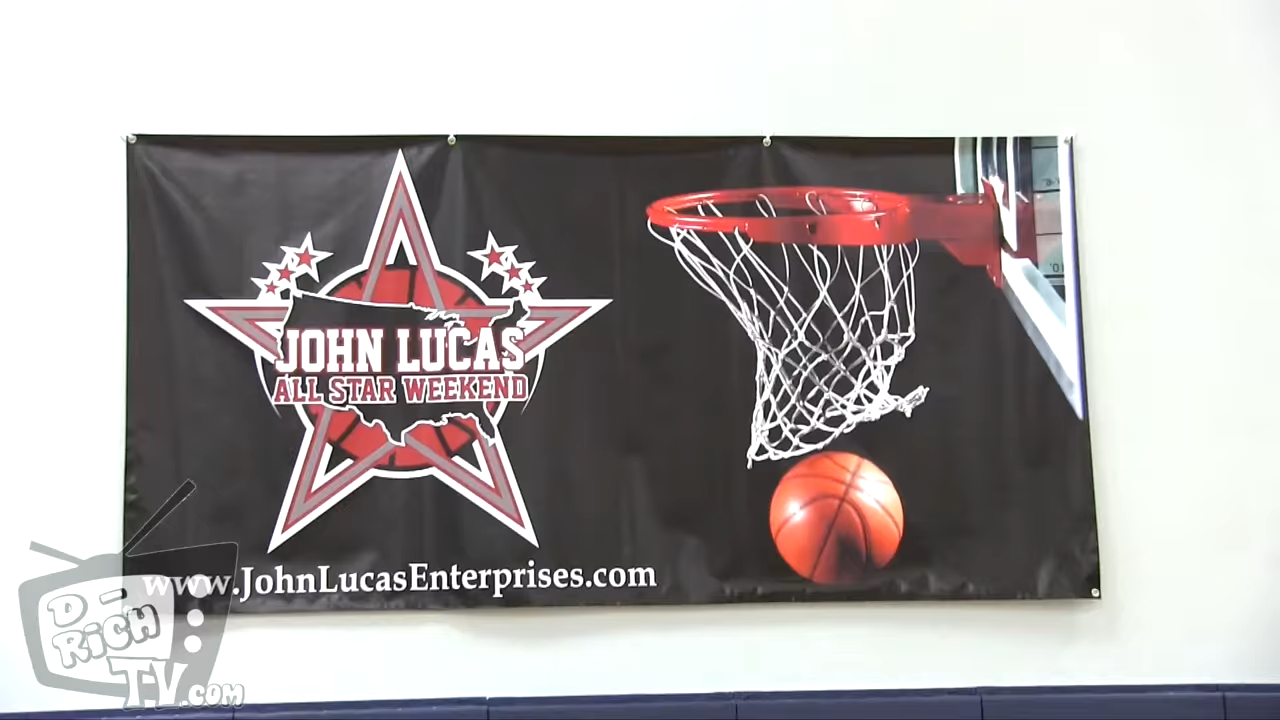 JOHN LUCAS
ALL STAR WEEKEND
www.JohnLucasEnterprises.com
D-
RiCH
TV.com